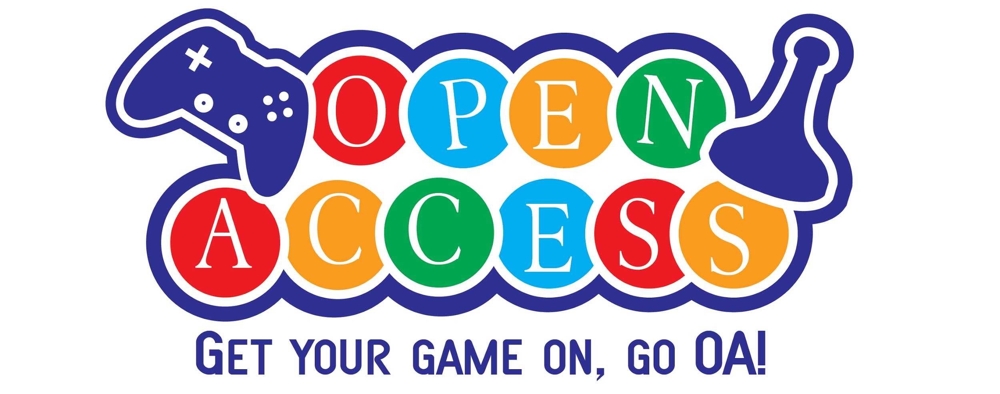 OPEN
ACCESS
GET YOUR GAME ON, GO OA!